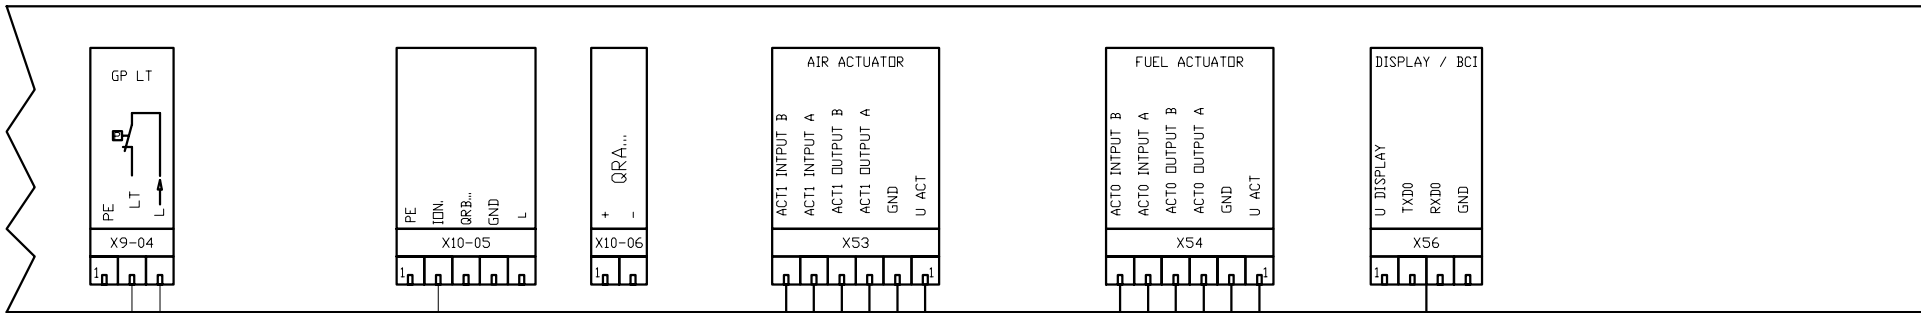 GP LT
P
PE
LT
L
X9-04
1
PE
ION.
QRB...
GND
L
X10-05
1
QRA...
+
-
X10-06
1
AIR ACTUATOR
ACT1 INTPUT B
ACT1 INTPUT A
ACT1 OUTPUT B
ACT1 OUTPUT A
GND
U ACT
X53
1
FUEL ACTUATOR
ACT0 INTPUT B
ACT0 INTPUT A
ACT0 OUTPUT B
ACT0 OUTPUT A
GND
U ACT
X54
1
DISPLAY / BCI
U DISPLAY
TXD0
RXD0
GND
X56
1